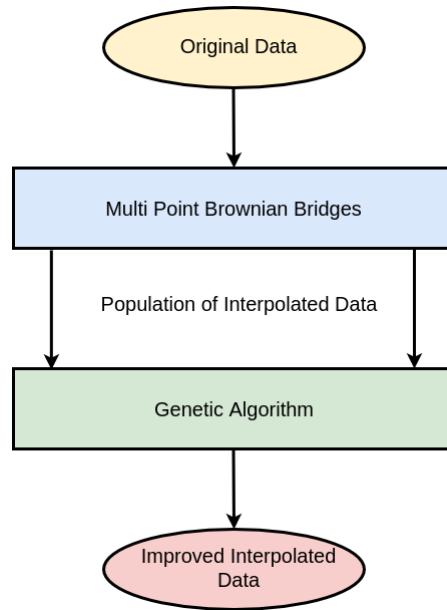 Original Data
Multi Point Brownian Bridges
Population of Interpolated Data
Genetic Algorithm
Improved Interpolated
Data